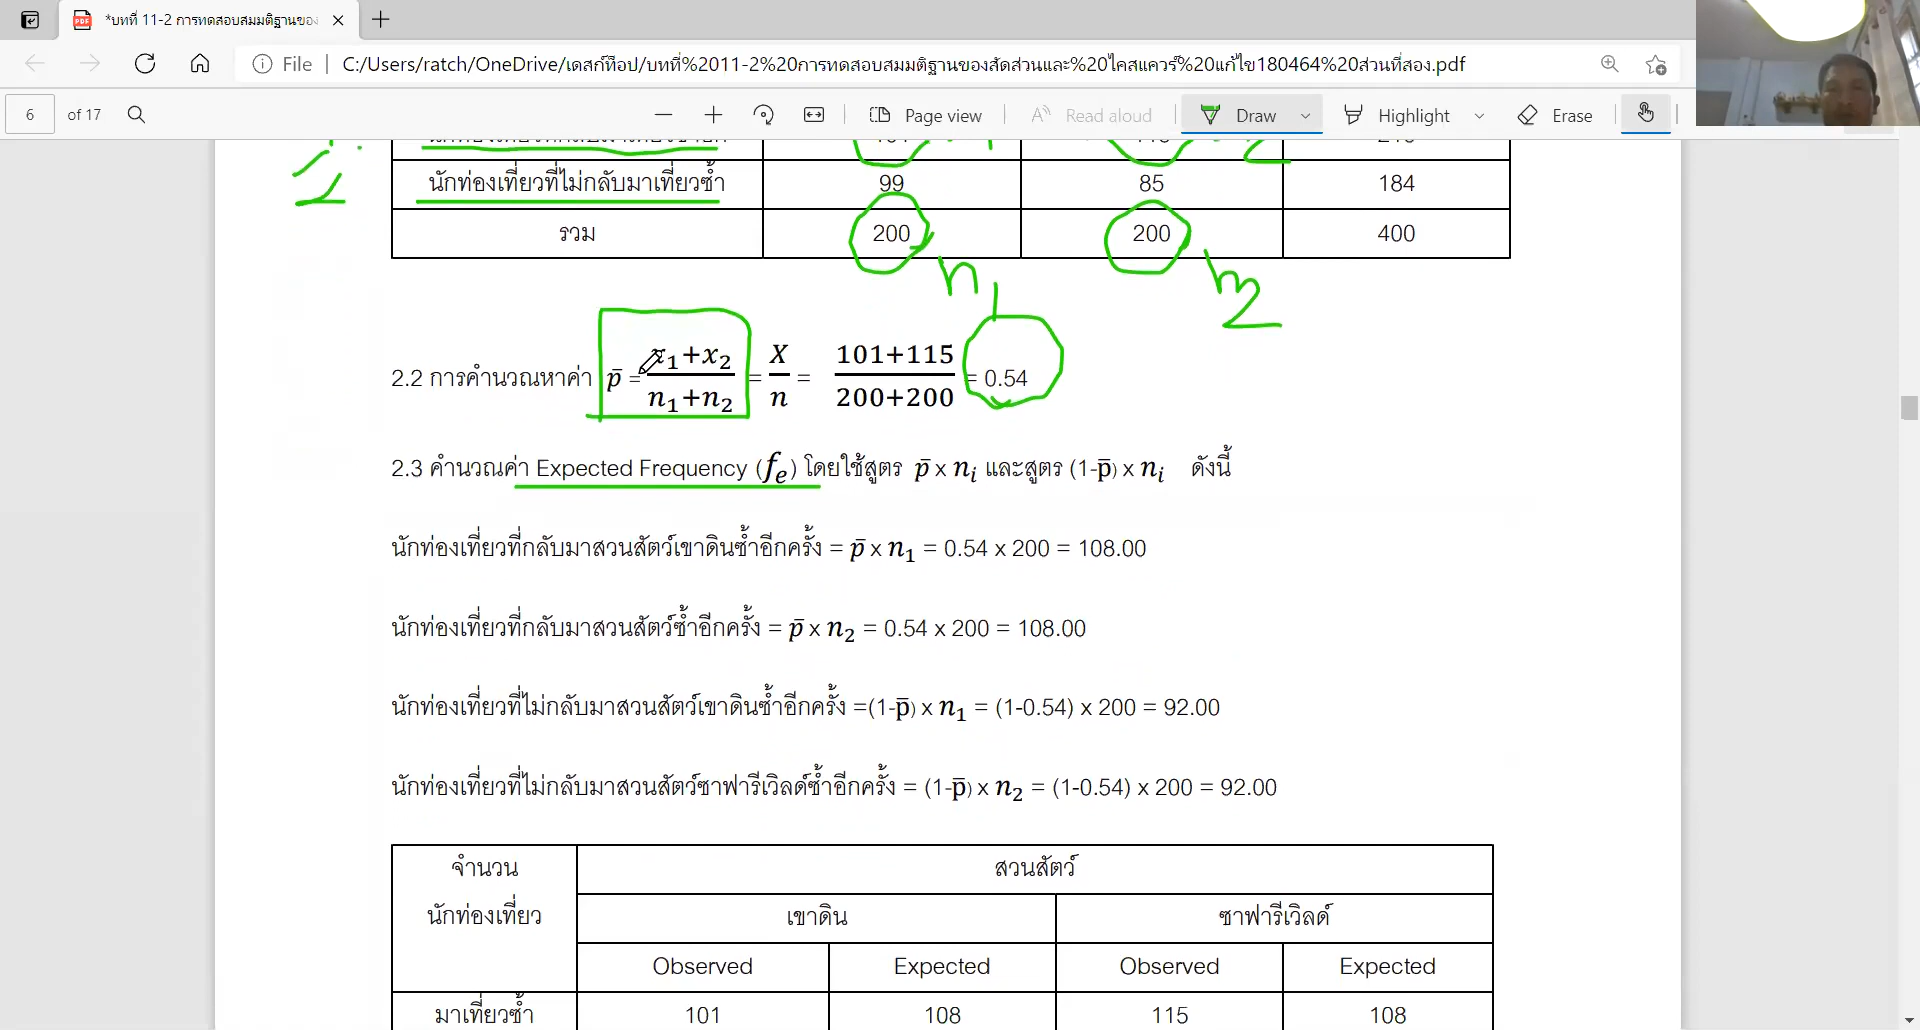 *บทที่ 11-2 การทดสอบสมมติฐานของ
File C:/Users/ratch/OneDrive/เดสก์ท็อป/บทที่%2011-2%20การทดสอบสมมติฐานของสัดส่วนและ%20ไคสแควร์%20แก้ไข180464%20ส่วนที่สอง.pdf
6 of 17 Page view Read aloud Draw Highlight Erase
1 2
นักท่องเที่ยวที่ไม่กลับมาเที่ยวซ้ำ 99 85 184
รวม 200 200 400
n1 n2
2.2 การคำนวณหาค่า p̄ = x₁+x₂ / n₁+n₂ = X / n = 101+115 / 200+200 = 0.54
2.3 คำนวณค่า Expected Frequency (fₑ) โดยใช้สูตร p̄ x nᵢ และสูตร (1-p̄) x nᵢ ดังนี้
นักท่องเที่ยวที่กลับมาสวนสัตว์เขาดินซ้ำอีกครั้ง = p̄ x n₁ = 0.54 x 200 = 108.00
นักท่องเที่ยวที่กลับมาสวนสัตว์ซ้ำอีกครั้ง = p̄ x n₂ = 0.54 x 200 = 108.00
นักท่องเที่ยวที่ไม่กลับมาสวนสัตว์เขาดินซ้ำอีกครั้ง =(1-p̄) x n₁ = (1-0.54) x 200 = 92.00
นักท่องเที่ยวที่ไม่กลับมาสวนสัตว์ซาฟารีเวิลด์ซ้ำอีกครั้ง = (1-p̄) x n₂ = (1-0.54) x 200 = 92.00
จำนวน สวนสัตว์
นักท่องเที่ยว เขาดิน ซาฟารีเวิลด์
Observed Expected Observed Expected
มาเที่ยวซ้ำ 101 108 115 108